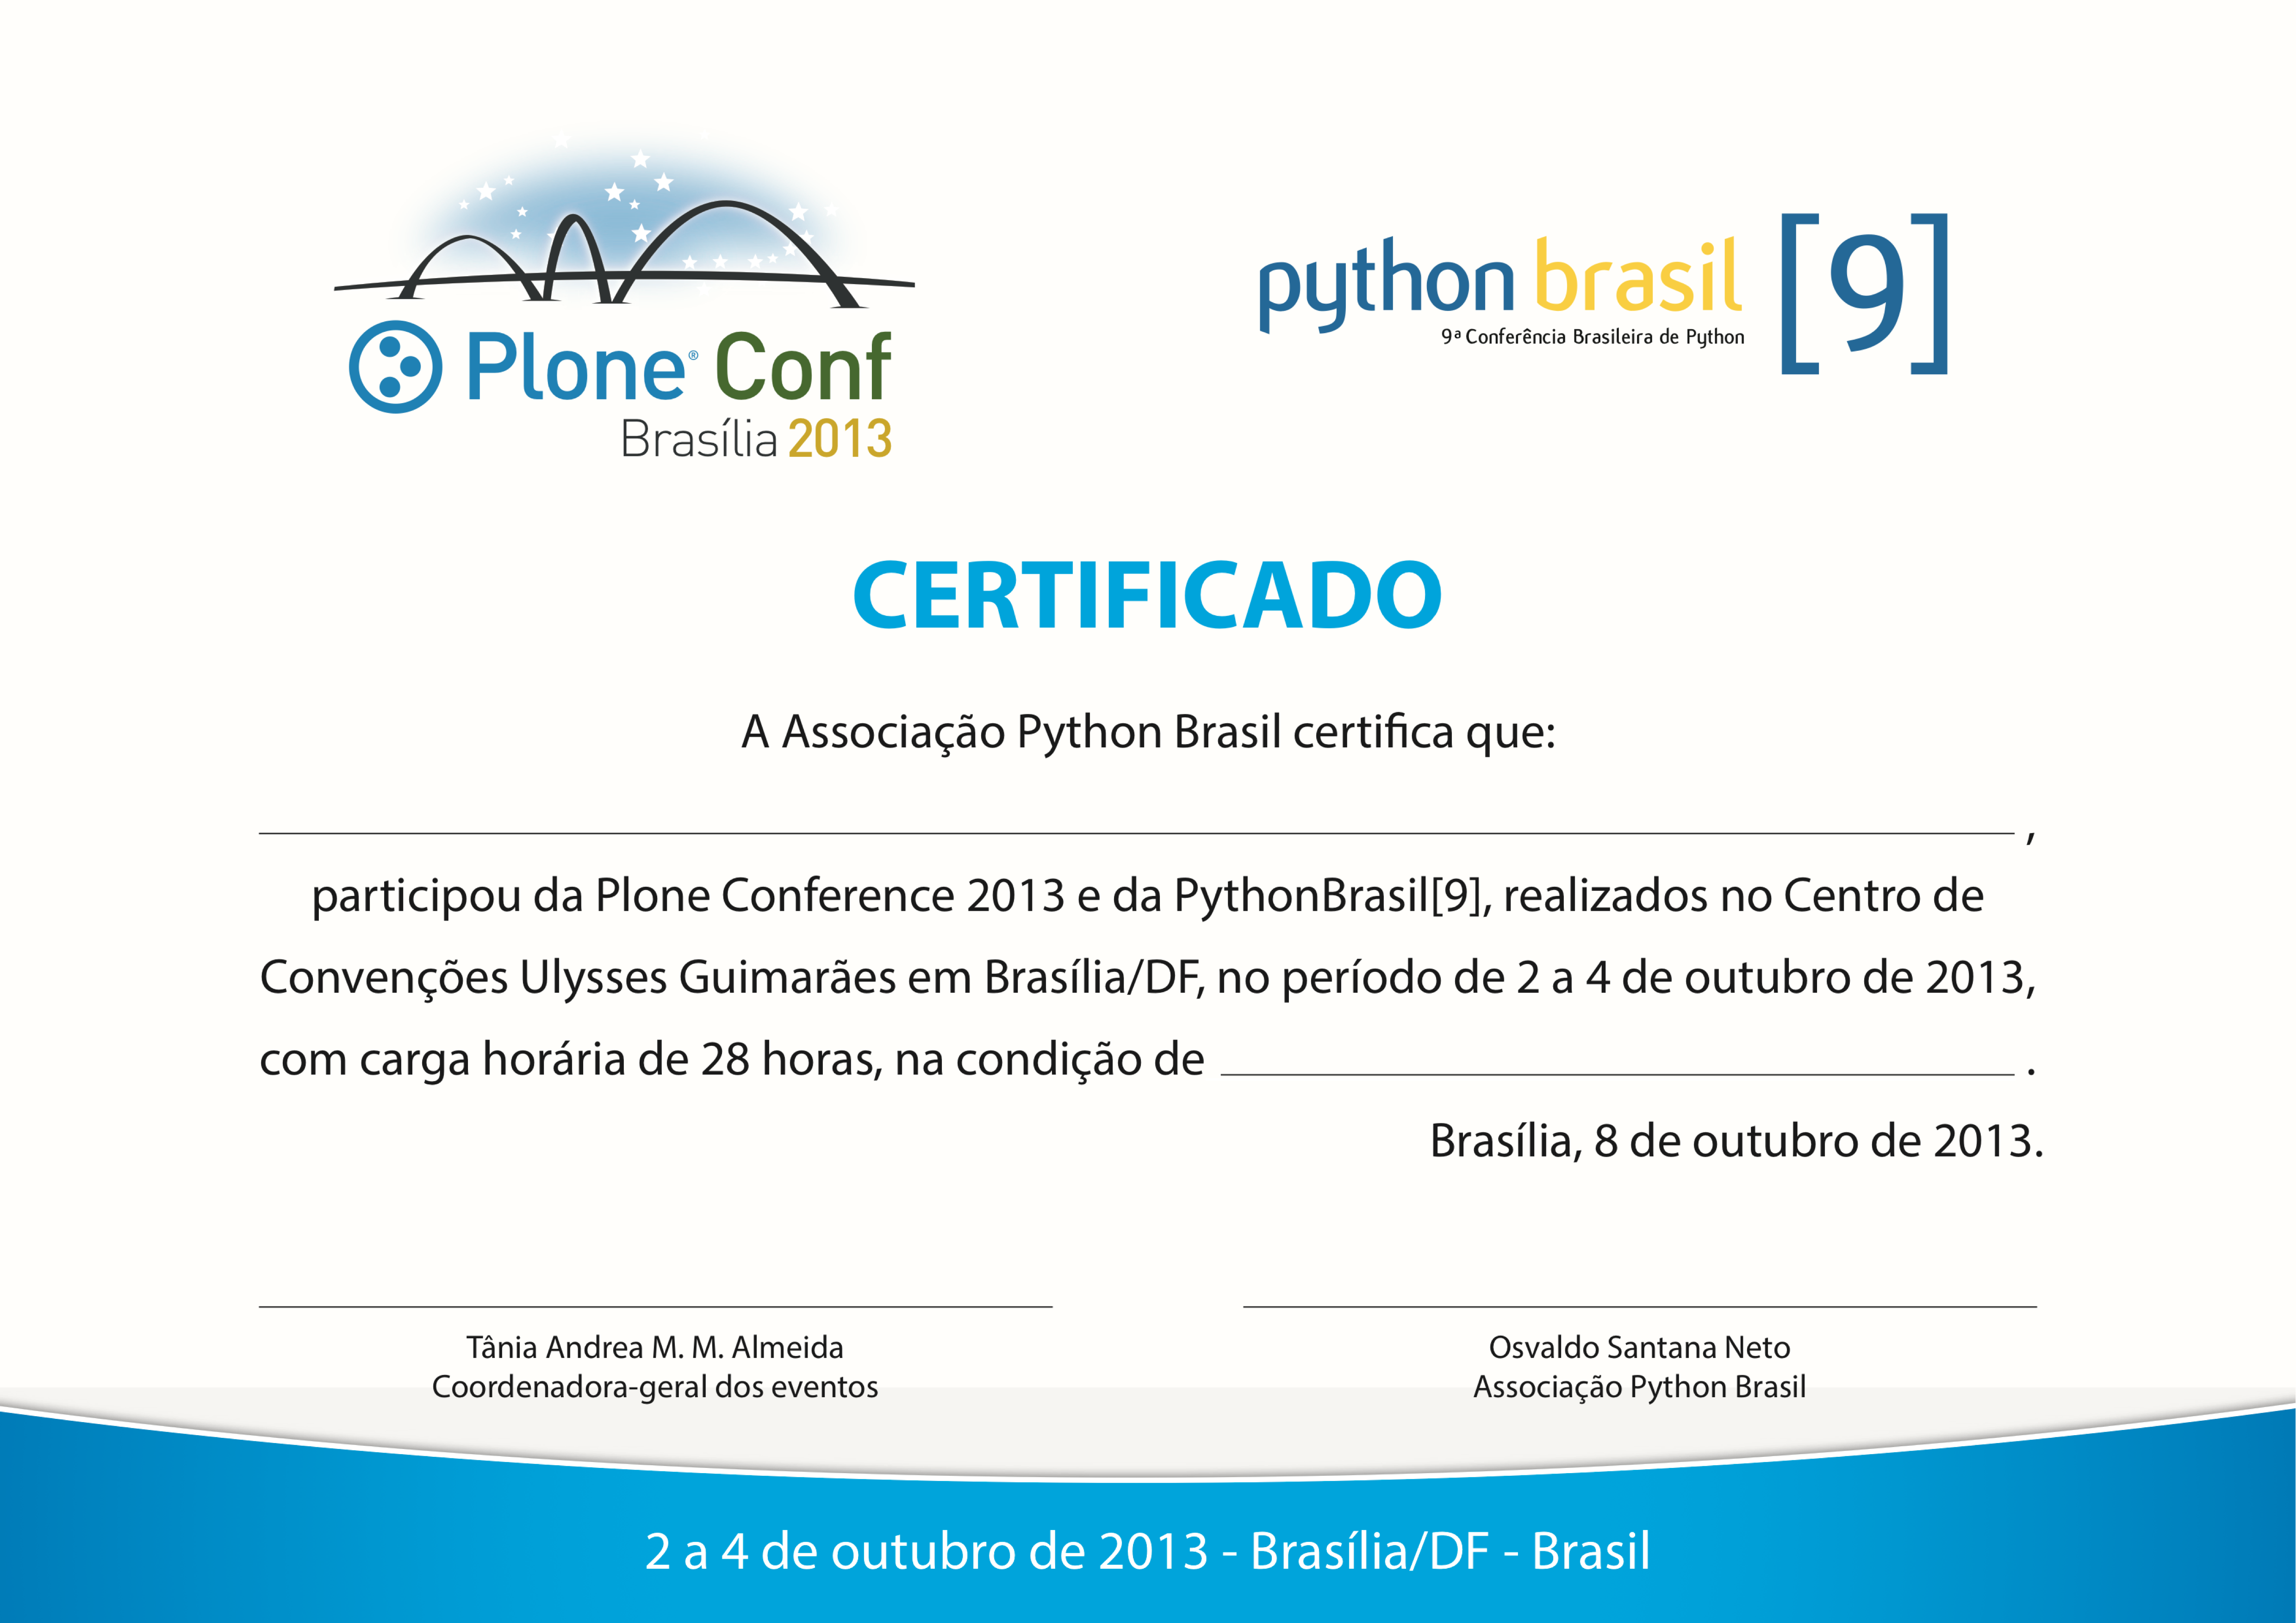 Plone® Conf
Brasília 2013
python brasil [9]
9ª Conferência Brasileira de Python
CERTIFICADO
A Associação Python Brasil certifica que:
,
participou da Plone Conference 2013 e da PythonBrasil[9], realizados no Centro de
Convenções Ulysses Guimarães em Brasília/DF, no período de 2 a 4 de outubro de 2013,
com carga horária de 28 horas, na condição de .
Brasília, 8 de outubro de 2013.
Tânia Andrea M. M. Almeida
Coordenadora-geral dos eventos
Osvaldo Santana Neto
Associação Python Brasil
2 a 4 de outubro de 2013 - Brasília/DF - Brasil